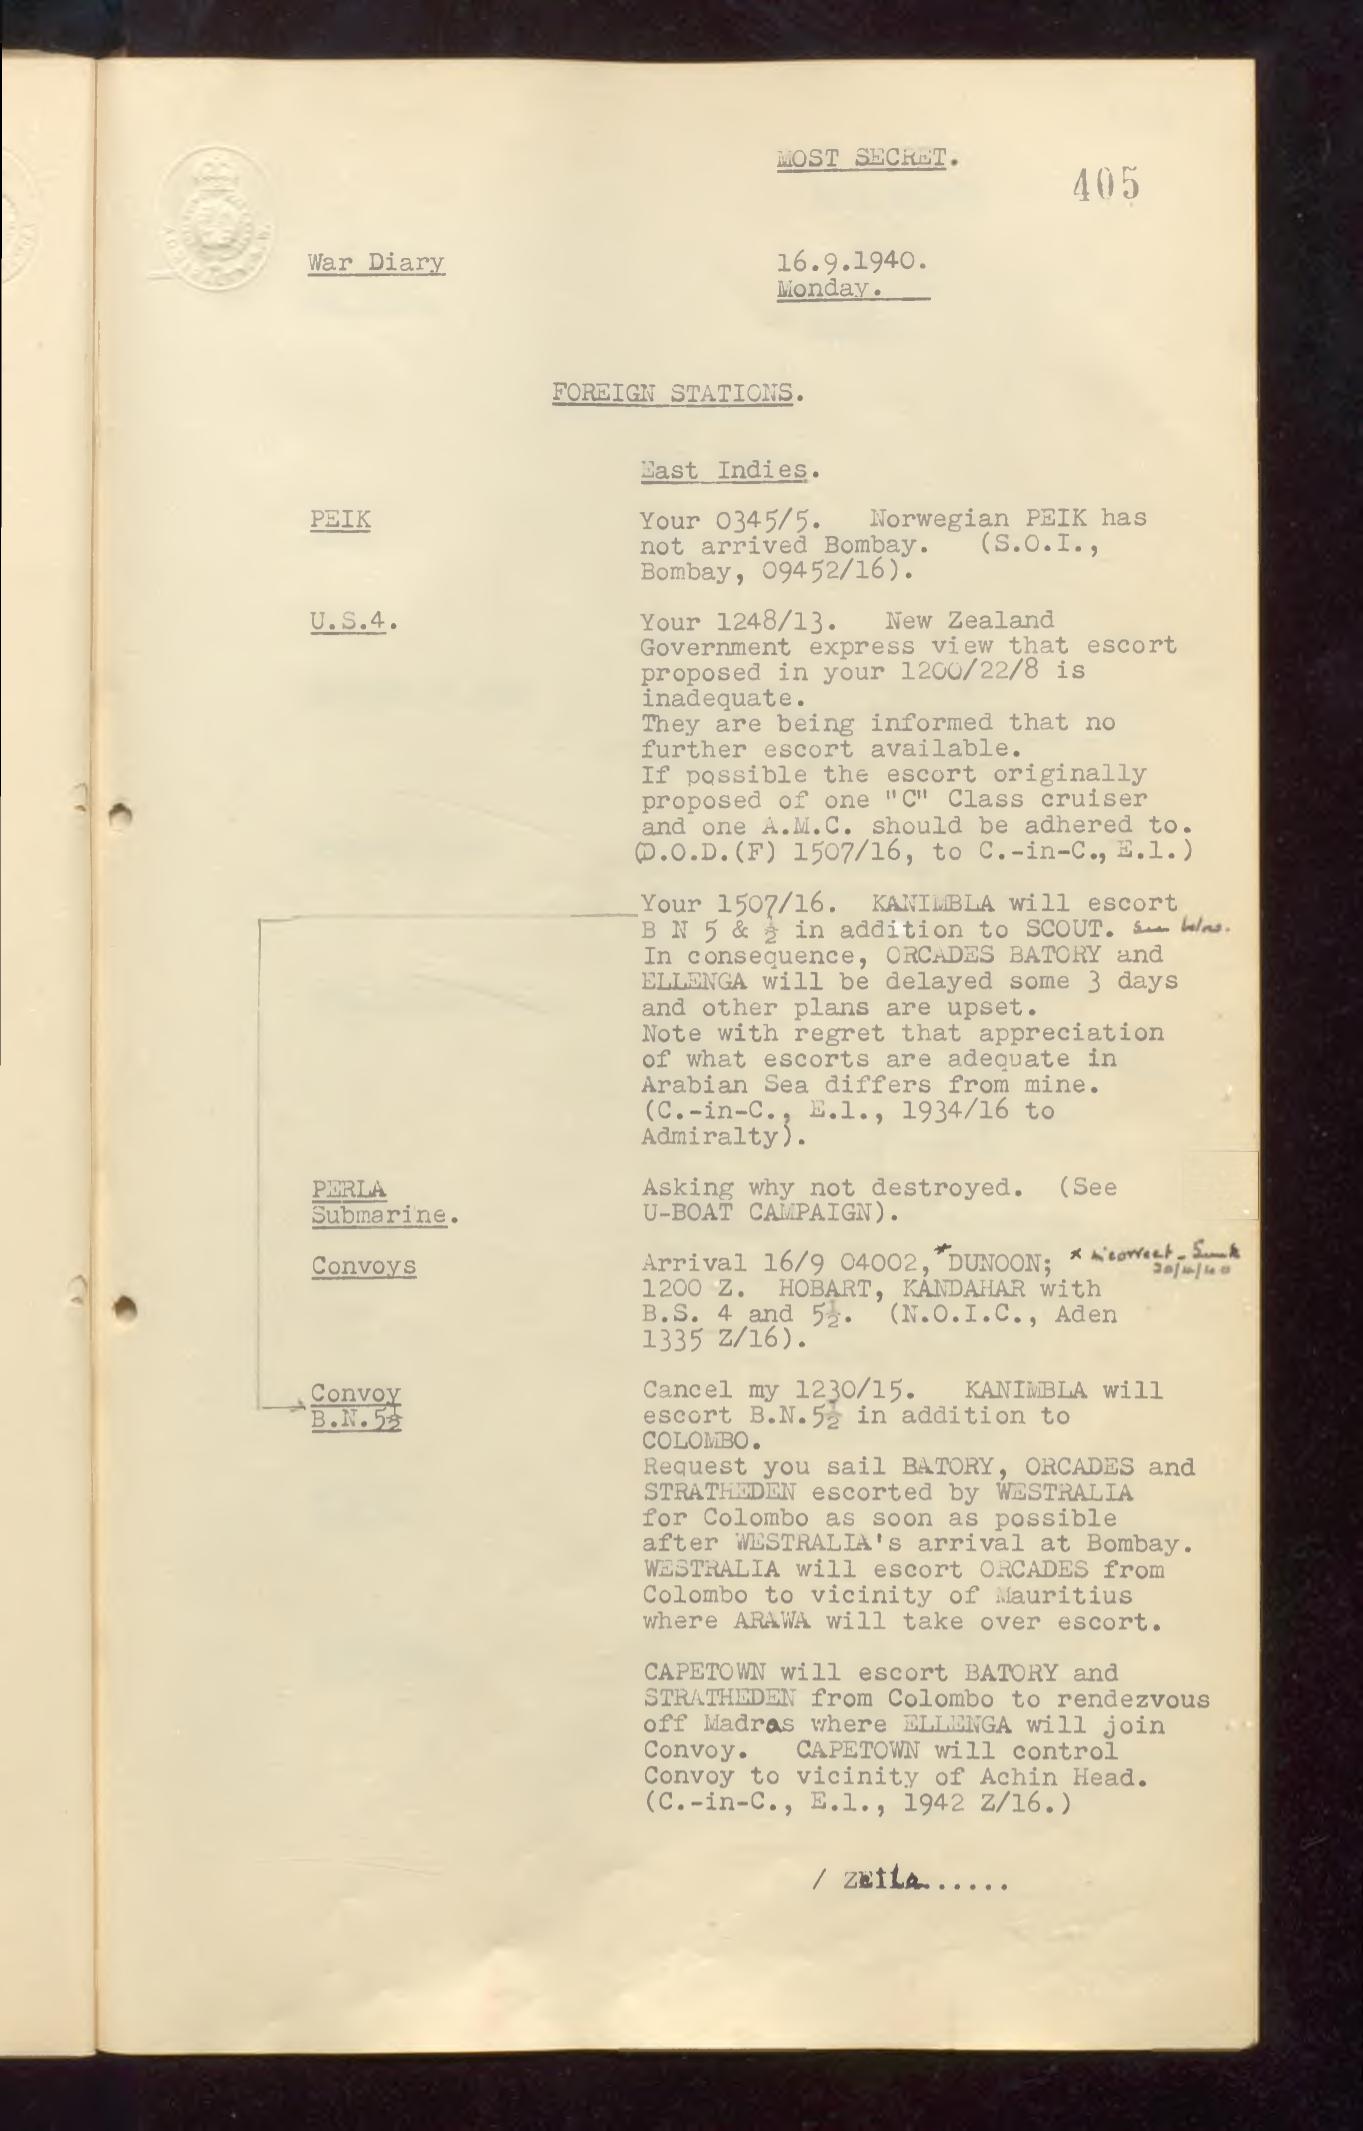 MOST SECRET.
405
War Diary
16.9.1940.
Monday.
FOREIGN STATIONS.
East Indies.
PEIK
Your 0345/5. Norwegian PEIK has
not arrived Bombay. (S.O.I.,
Bombay, 09452/16).
U.S.4.
Your 1248/13. New Zealand
Government express view that escort
proposed in your 1200/22/8 is
inadequate.
They are being informed that no
further escort available.
If possible the escort originally
proposed of one "C" Class cruiser
and one A.M.C. should be adhered to.
(D.O.D.(F) 1507/16, to C.-in-C., E.1.)
Your 1507/16. KANIMBLA will escort
B N 5 & ½ in addition to SCOUT. See below.
In consequence, ORCADES BATORY and
ELLENGA will be delayed some 3 days
and other plans are upset.
Note with regret that appreciation
of what escorts are adequate in
Arabian Sea differs from mine.
(C.-in-C., E.1., 1934/16 to
Admiralty).
PERLA
Submarine.
Asking why not destroyed. (See
U-BOAT CAMPAIGN).
Convoys
Arrival 16/9 04002, *DUNOON; * incorrect - Sunk
1200 Z. HOBART, KANDAHAR with
B.S. 4 and 5½. (N.O.I.C., Aden
1335 Z/16).
Convoy
B.N.5½
Cancel my 1230/15. KANIMBLA will
escort B.N.5½ in addition to
COLOMBO.
Request you sail BATORY, ORCADES and
STRATHEDEN escorted by WESTRALIA
for Colombo as soon as possible
after WESTRALIA's arrival at Bombay.
WESTRALIA will escort ORCADES from
Colombo to vicinity of Mauritius
where ARAWA will take over escort.
CAPETOWN will escort BATORY and
STRATHEDEN from Colombo to rendezvous
off Madras where ELLENGA will join
Convoy. CAPETOWN will control
Convoy to vicinity of Achin Head.
(C.-in-C., E.1., 1942 Z/16.)
/ Zeila......